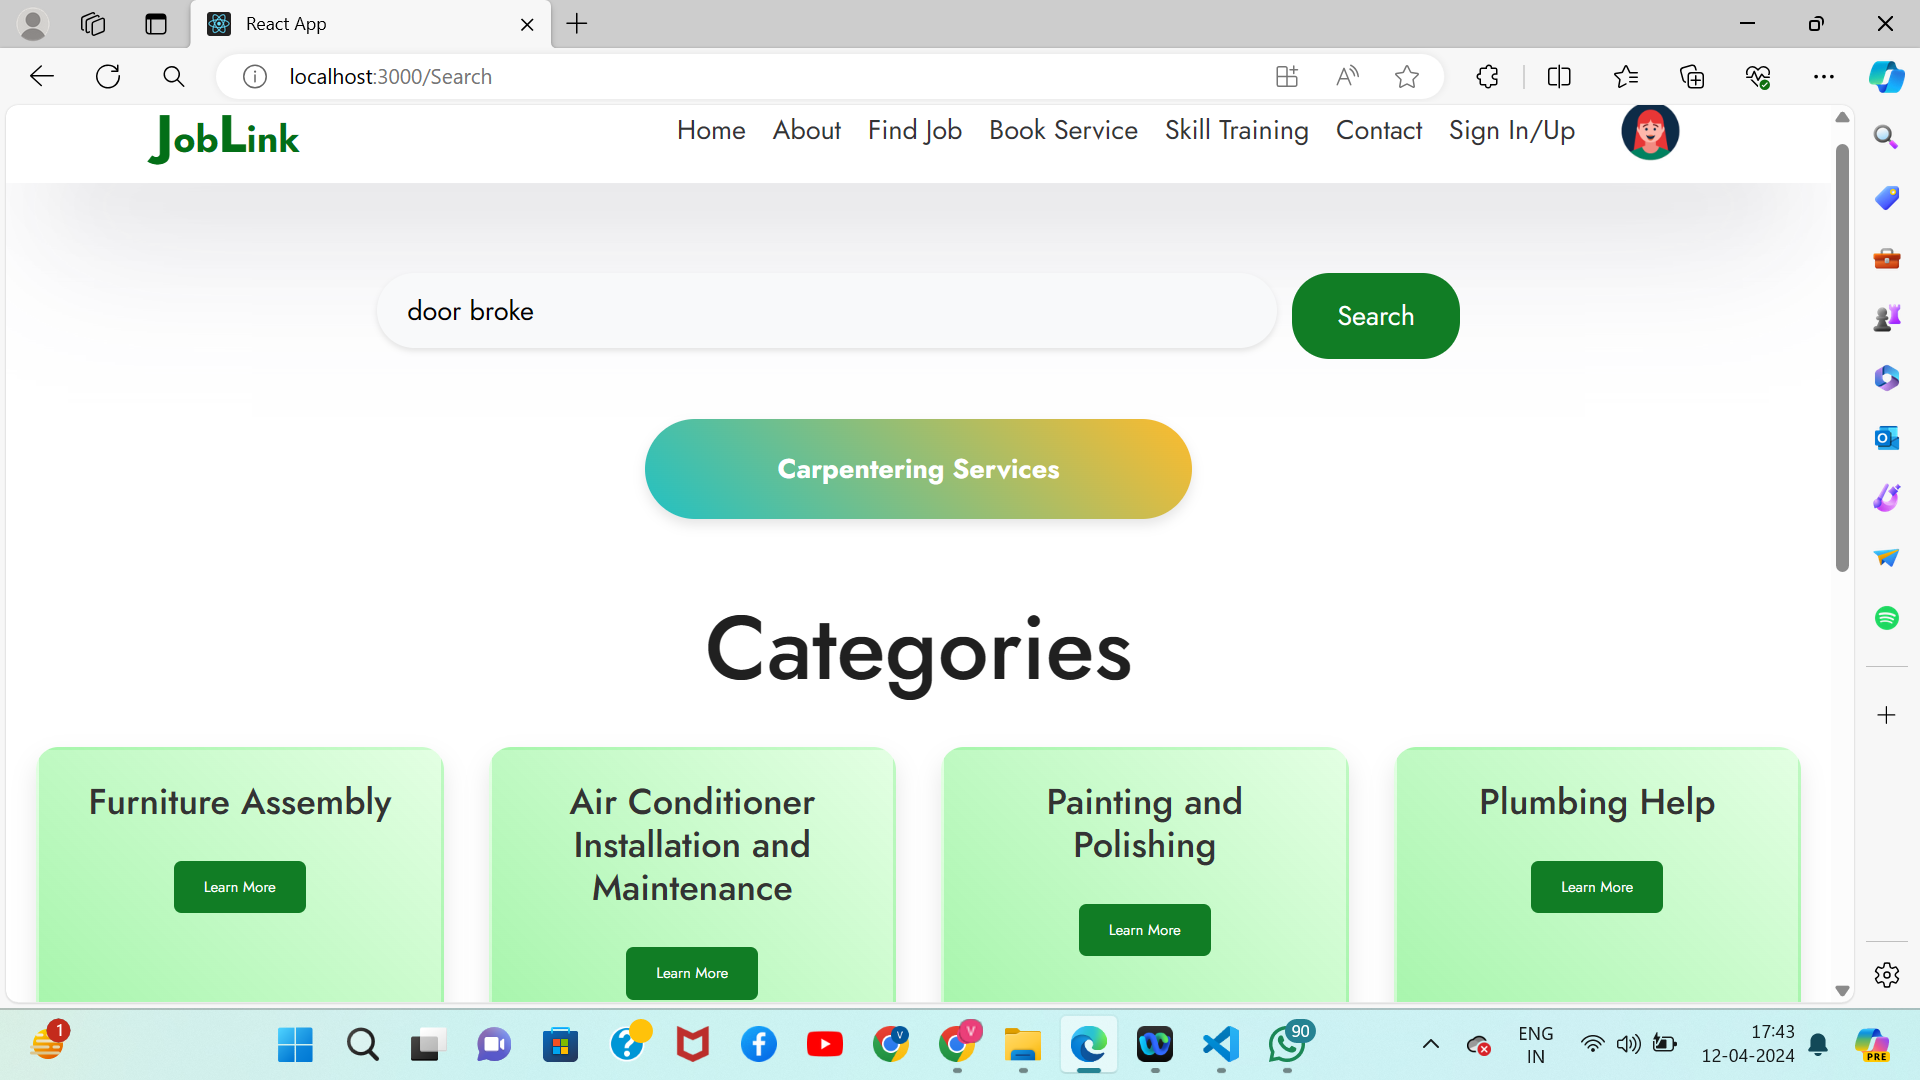 React App
localhost:3000/Search
JobLink
Home About Find Job Book Service Skill Training Contact Sign In/Up
door broke
Search
Carpentering Services
Categories
Furniture Assembly
Learn More
Air Conditioner
Installation and
Maintenance
Learn More
Painting and
Polishing
Learn More
Plumbing Help
Learn More
1
V
V
90
ENG
IN
17:43
12-04-2024
PRE